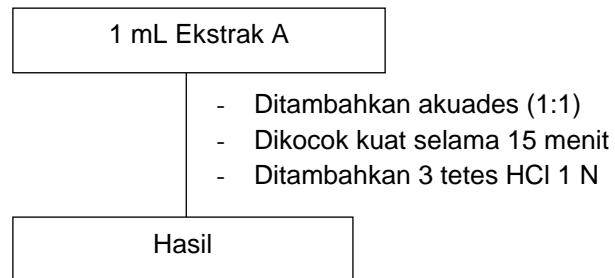 1 mL Ekstrak A
- Ditambahkan akuades (1:1)
- Dikocok kuat selama 15 menit
- Ditambahkan 3 tetes HCl 1 N
Hasil